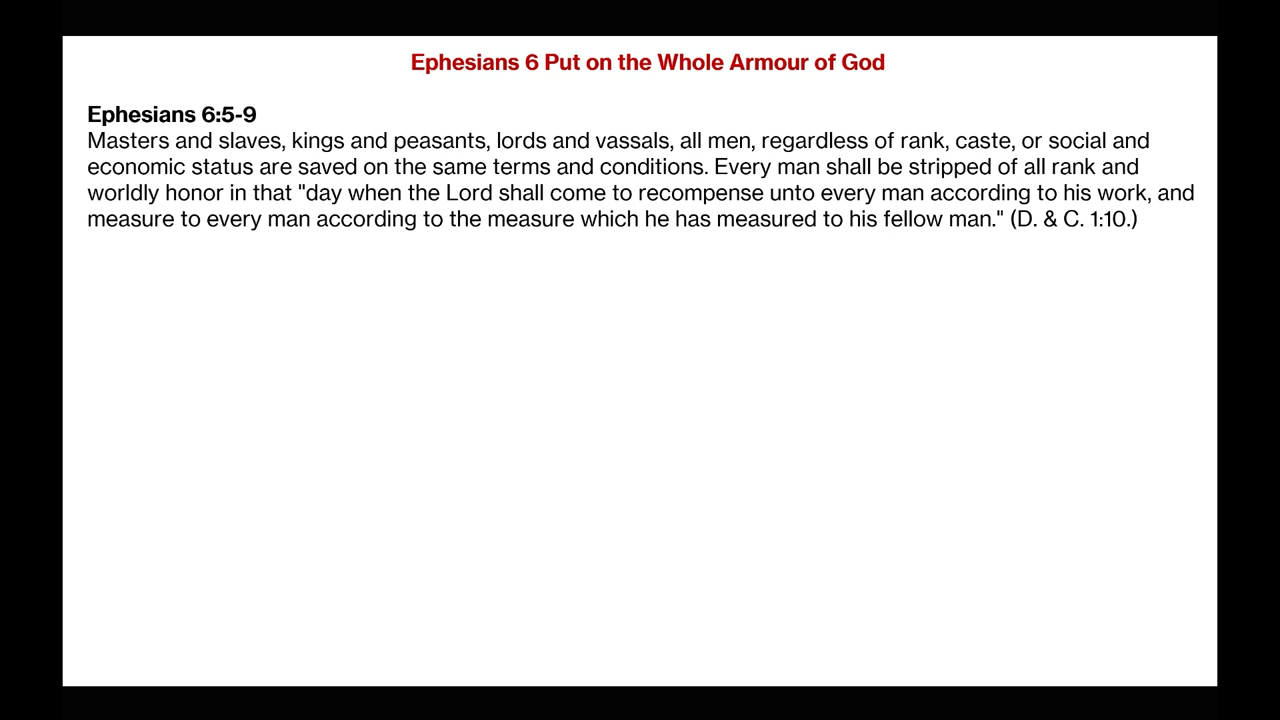 Ephesians 6 Put on the Whole Armour of God
Ephesians 6:5-9
Masters and slaves, kings and peasants, lords and vassals, all men, regardless of rank, caste, or social and
economic status are saved on the same terms and conditions. Every man shall be stripped of all rank and
worldly honor in that "day when the Lord shall come to recompense unto every man according to his work, and
measure to every man according to the measure which he has measured to his fellow man." (D. & C. 1:10.)